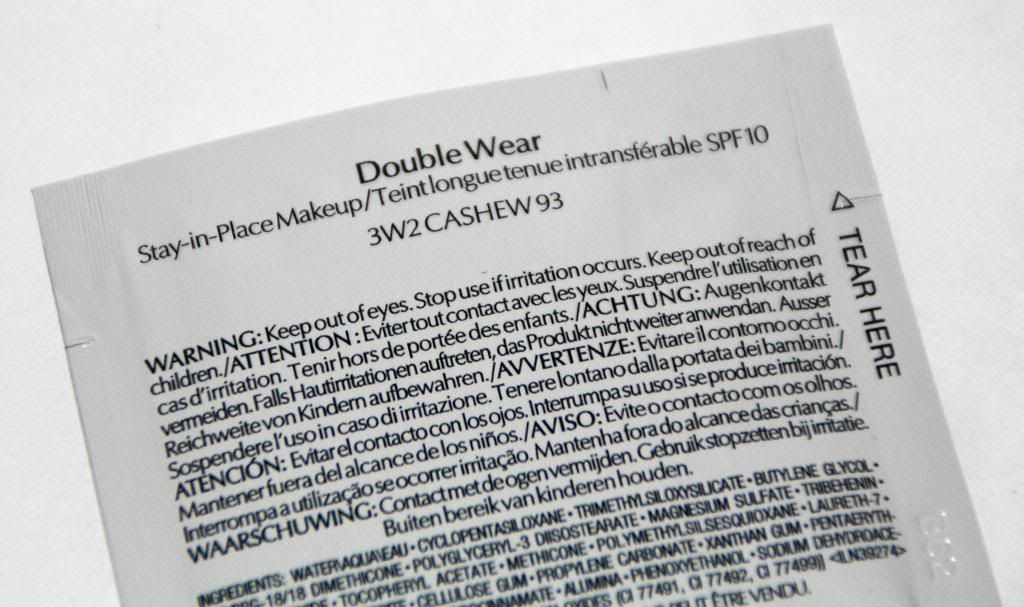 Double Wear
Stay-in-Place Makeup/Teint longue tenue intransférable SPF 10
3W2 CASHEW 93
WARNING: Keep out of eyes. Stop use if irritation occurs. Keep out of reach of
children./ATTENTION : Eviter tout contact avec les yeux. Suspendre l'utilisation en
cas d'irritation. Tenir hors de portée des enfants./ACHTUNG: Augenkontakt
vermeiden. Falls Hautirritationen auftreten, das Produkt nicht weiter anwendan. Ausser
Reichweite von Kindern aufbewahren./AVVERTENZE: Evitare il contorno occhi.
Sospendere l'uso in caso di irritazione. Tenere lontano dalla portata dei bambini./
ATENCIÓN: Evitar el contacto con los ojos. Interrumpa su uso si se produce irritación.
Mantener fuera del alcance de los niños./AVISO: Evite o contacto com os olhos.
Interrompa a utilização se ocorrer irritação. Mantenha fora do alcance das crianças./
WAARSCHUWING: Contact met de ogen vermijden. Gebruik stopzetten bij irritatie.
Buiten bereik van kinderen houden.
INGREDIENTS: WATER\AQUA\EAU • CYCLOPENTASILOXANE • TRIMETHYLSILOXYSILICATE • BUTYLENE GLYCOL •
18/18 DIMETHICONE • POLYGLYCERYL-3 DIISOSTEARATE • MAGNESIUM SULFATE • TRIBEHENIN •
• TOCOPHERYL ACETATE • METHICONE • POLYMETHYLSILSESQUIOXANE • LAURETH-7 •
• CELLULOSE GUM • PROPYLENE CARBONATE • XANTHAN GUM • PENTAERYTH-
• ALUMINA • PHENOXYETHANOL • SODIUM DEHYDROACE-
(CI 77491, CI 77492, CI 77499)] <ILN39274>
ÊTRE VENDU.
TEAR HERE